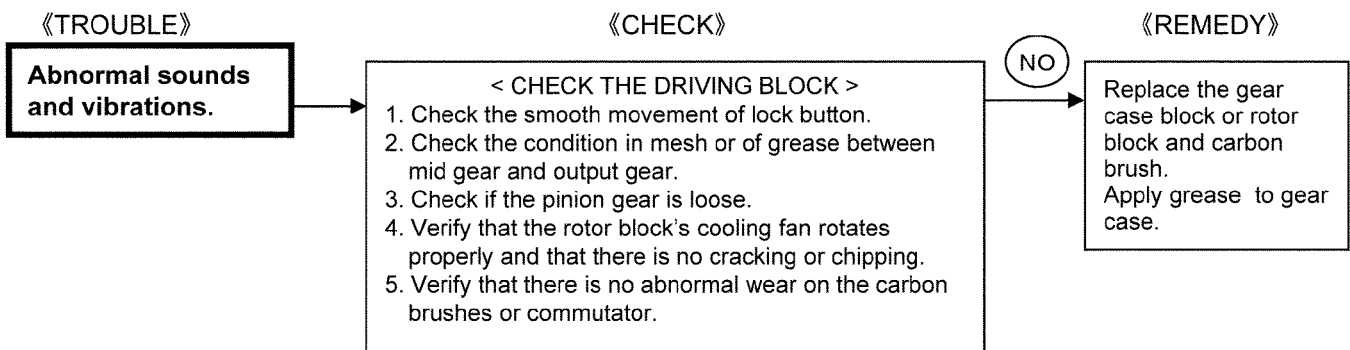 《TROUBLE》
《CHECK》
《REMEDY》
Abnormal sounds
and vibrations.
< CHECK THE DRIVING BLOCK >
1. Check the smooth movement of lock button.
2. Check the condition in mesh or of grease between
mid gear and output gear.
3. Check if the pinion gear is loose.
4. Verify that the rotor block's cooling fan rotates
properly and that there is no cracking or chipping.
5. Verify that there is no abnormal wear on the carbon
brushes or commutator.
NO
Replace the gear
case block or rotor
block and carbon
brush.
Apply grease to gear
case.